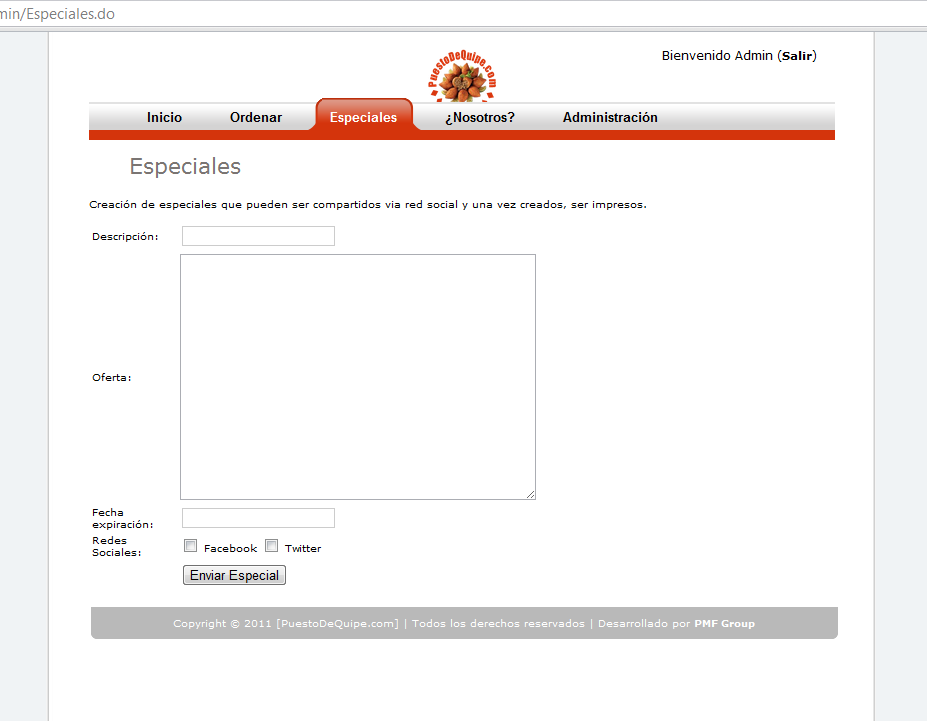 min/Especiales.do
Bienvenido Admin (Salir)
PuestoDeQuipe.com
Inicio Ordenar Especiales ¿Nosotros? Administración
Especiales
Creación de especiales que pueden ser compartidos via red social y una vez creados, ser impresos.
Descripción:
Oferta:
Fecha
expiración:
Redes
Sociales:
Facebook Twitter
Enviar Especial
Copyright © 2011 [PuestoDeQuipe.com] | Todos los derechos reservados | Desarrollado por PMF Group